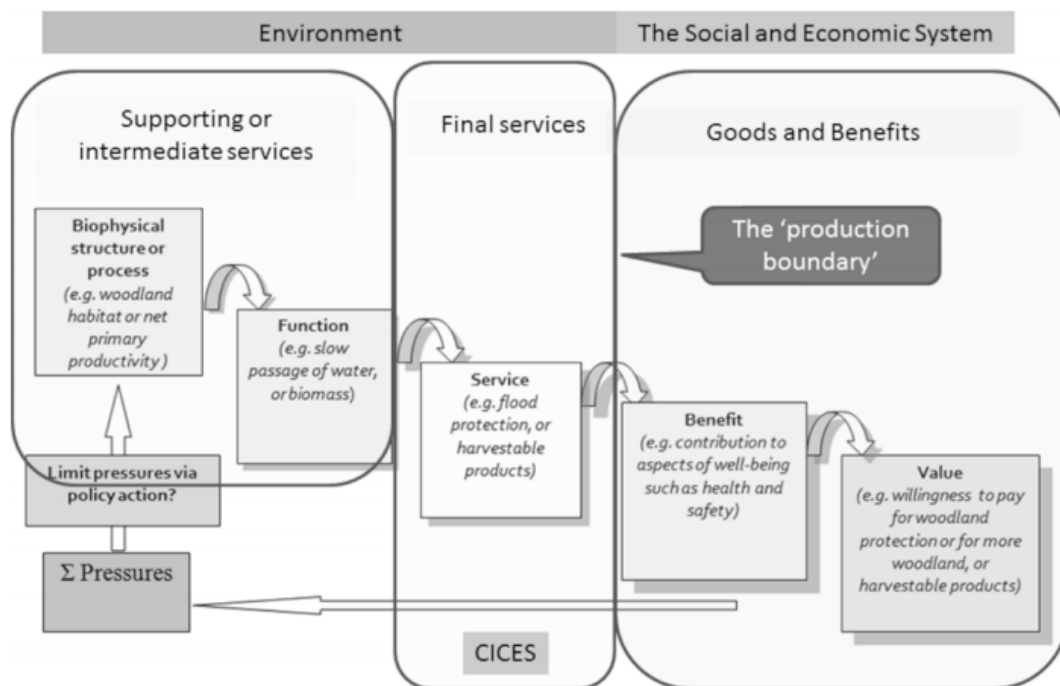 Environment
The Social and Economic System
Supporting or
intermediate services
Final services
Goods and Benefits
The ‘production
boundary’
Biophysical
structure or
process
(e.g. woodland
habitat or net
primary
productivity )
Function
(e.g. slow
passage of water,
or biomass)
Service
(e.g. flood
protection, or
harvestable
products)
Benefit
(e.g. contribution to
aspects of well-being
such as health and
safety)
Value
(e.g. willingness to pay
for woodland
protection or for more
woodland, or
harvestable products)
Limit pressures via
policy action?
Σ Pressures
CICES